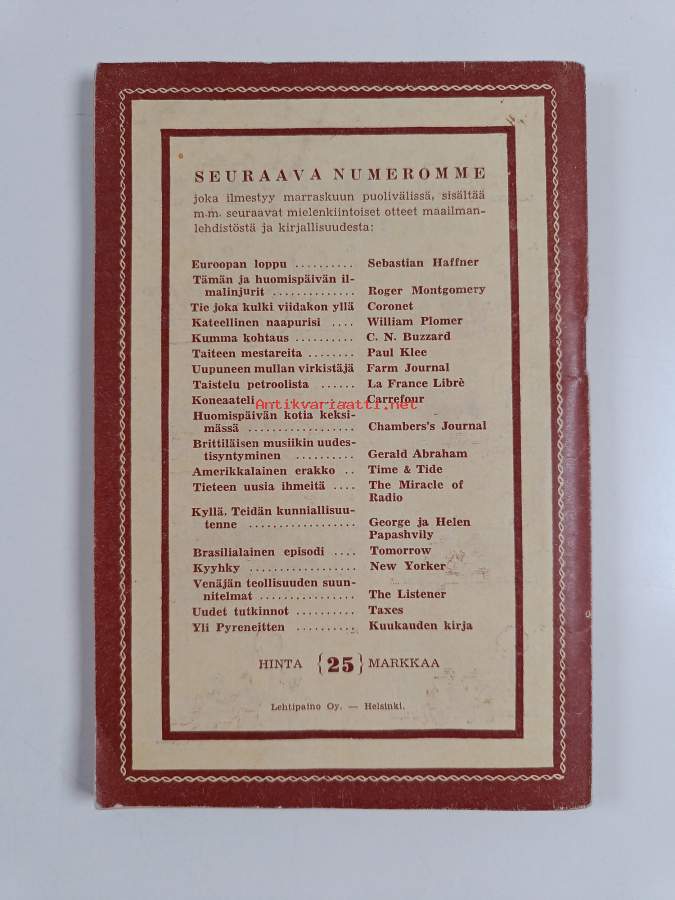 SEURAAVA NUMEROMME
joka ilmestyy marraskuun puolivälissä, sisältää
m.m. seuraavat mielenkiintoiset otteet maailman-
lehdistöstä ja kirjallisuudesta:
Euroopan loppu .......... Sebastian Haffner
Tämän ja huomispäivän il-
malinjurit .............. Roger Montgomery
Tie joka kulki viidakon yllä Coronet
Kateellinen naapurisi .... William Plomer
Kumma kohtaus .......... C. N. Buzzard
Taiteen mestareita ........ Paul Klee
Uupuneen mullan virkistäjä Farm Journal
Taistelu petroolista ...... La France Librè
Koneaateli Carrefour
Antikvariaatti.net
Huomispäivän kotia keksi-
mässä .................. Chambers's Journal
Brittiläisen musiikin uudes-
tisyntyminen .......... Gerald Abraham
Amerikkalainen erakko .. Time & Tide
Tieteen uusia ihmeitä .... The Miracle of
Radio
Kyllä. Teidän kunniallisuu-
tenne .................. George ja Helen
Papashvily
Brasilialainen episodi .... Tomorrow
Kyyhky .................. New Yorker
Venäjän teollisuuden suun-
nitelmat ................ The Listener
Uudet tutkinnot .......... Taxes
Yli Pyreneitten .......... Kuukauden kirja
HINTA {25} MARKKAA
Lehtipaino Oy. — Helsinki.